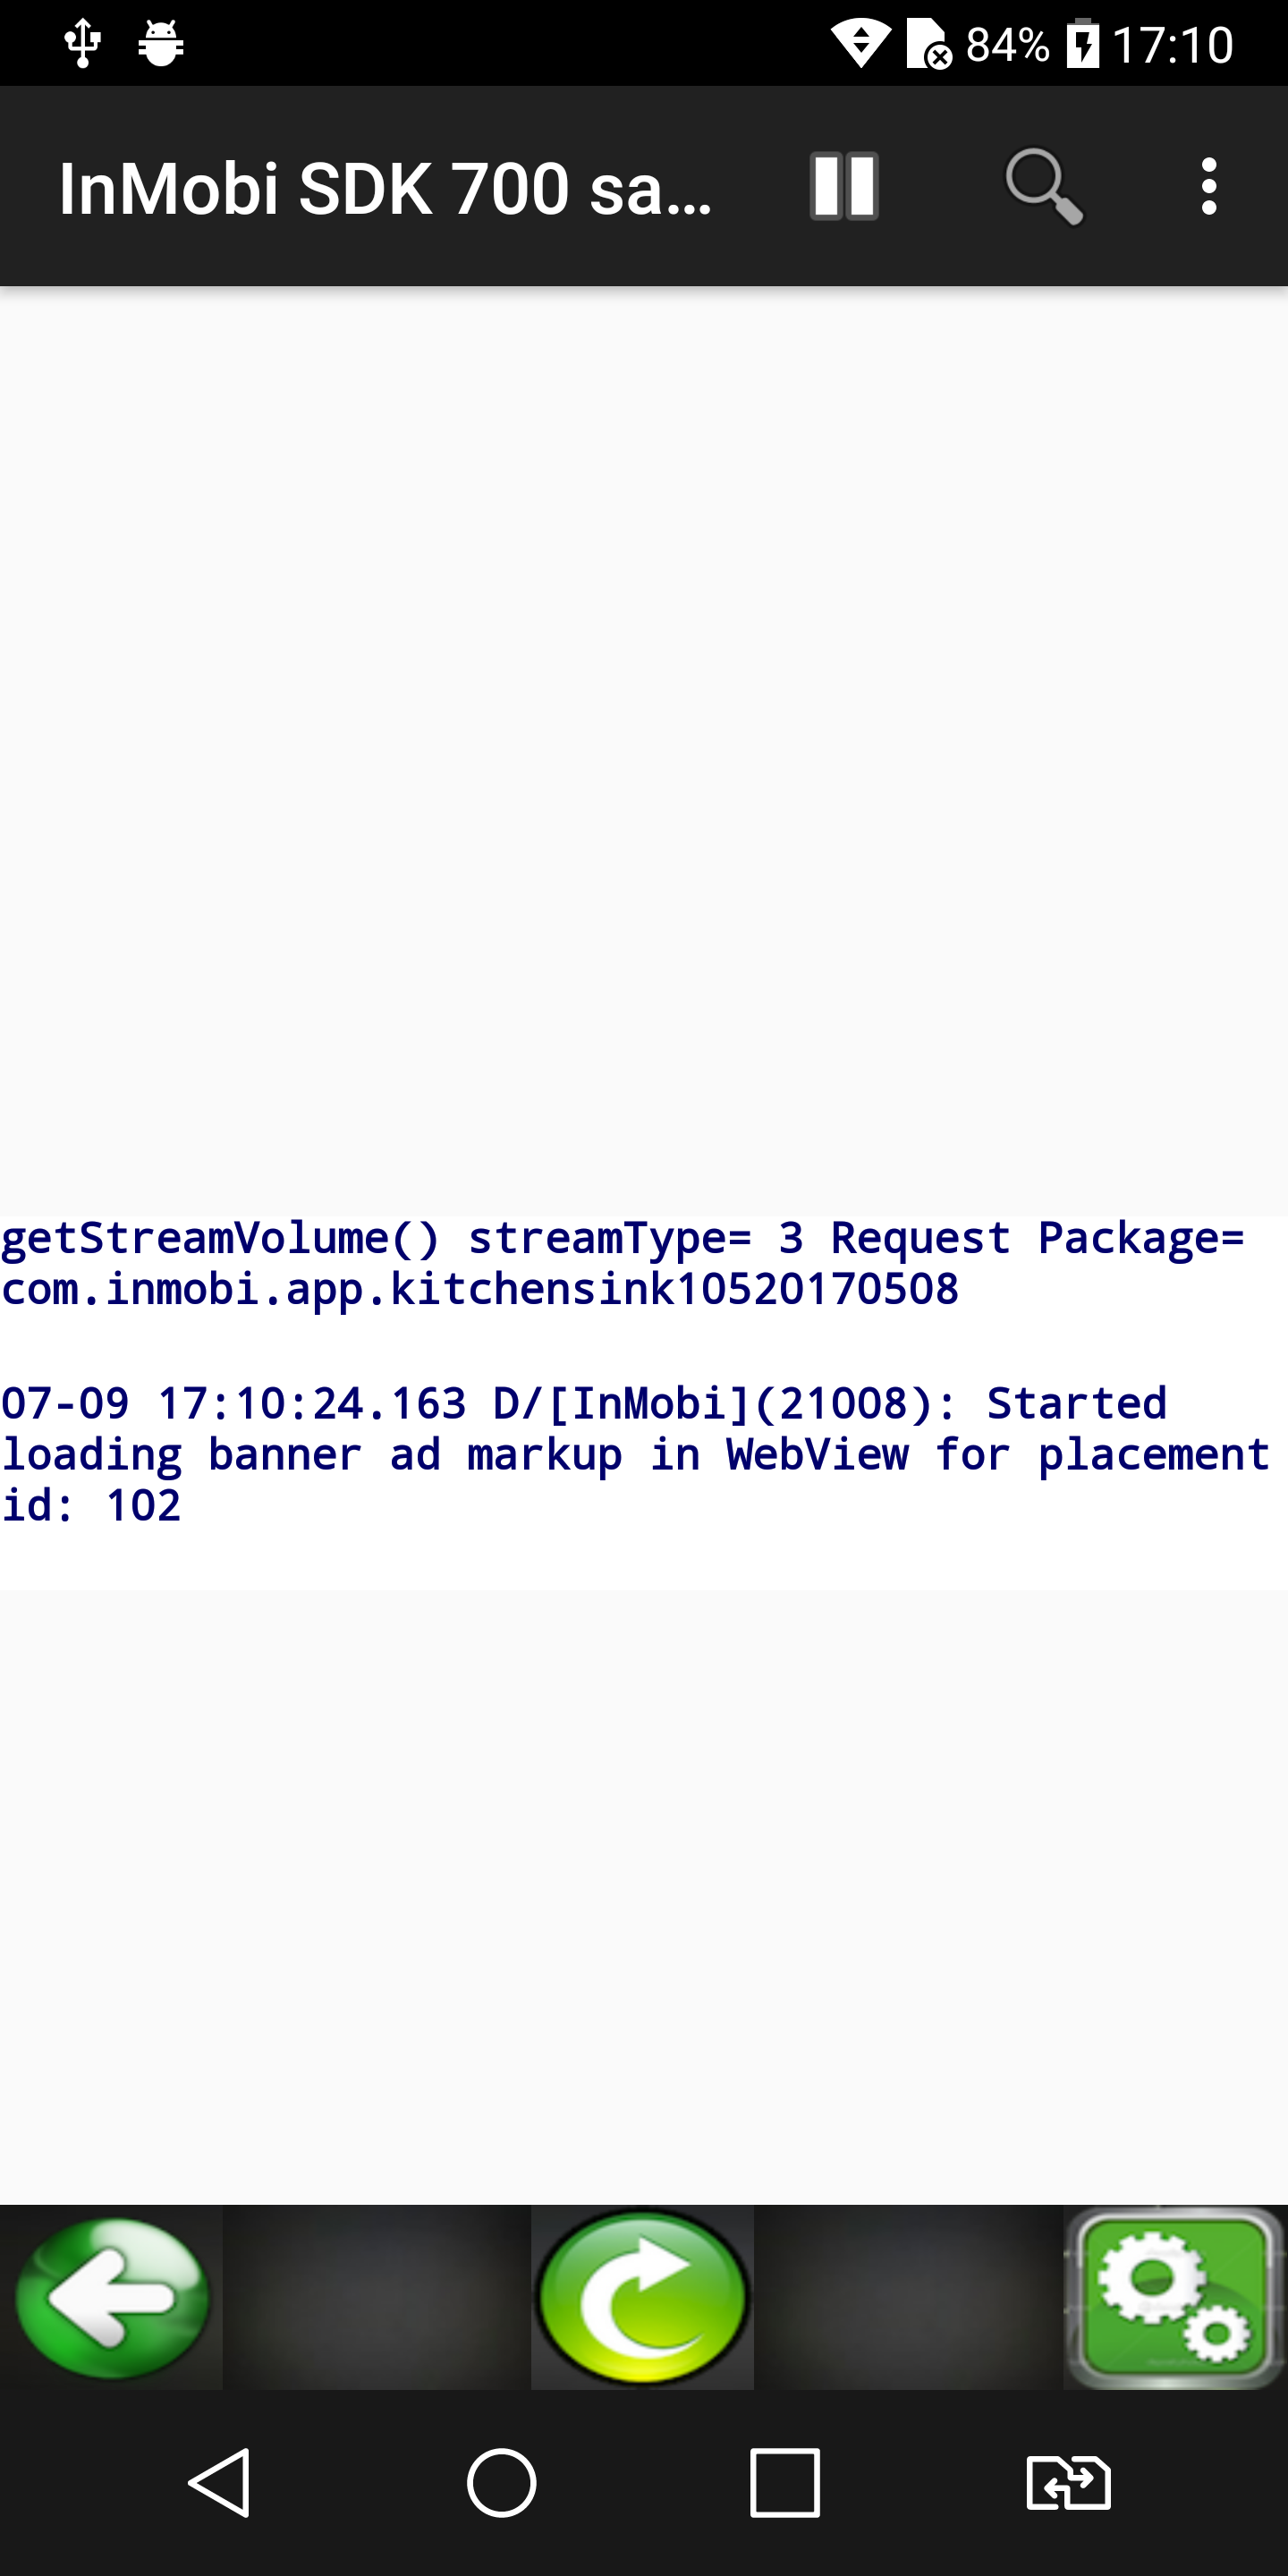 84% 17:10
InMobi SDK 700 sa...
getStreamVolume() streamType= 3 Request Package=
com.inmobi.app.kitchensink10520170508
07-09 17:10:24.163 D/[InMobi](21008): Started
loading banner ad markup in WebView for placement
id: 102